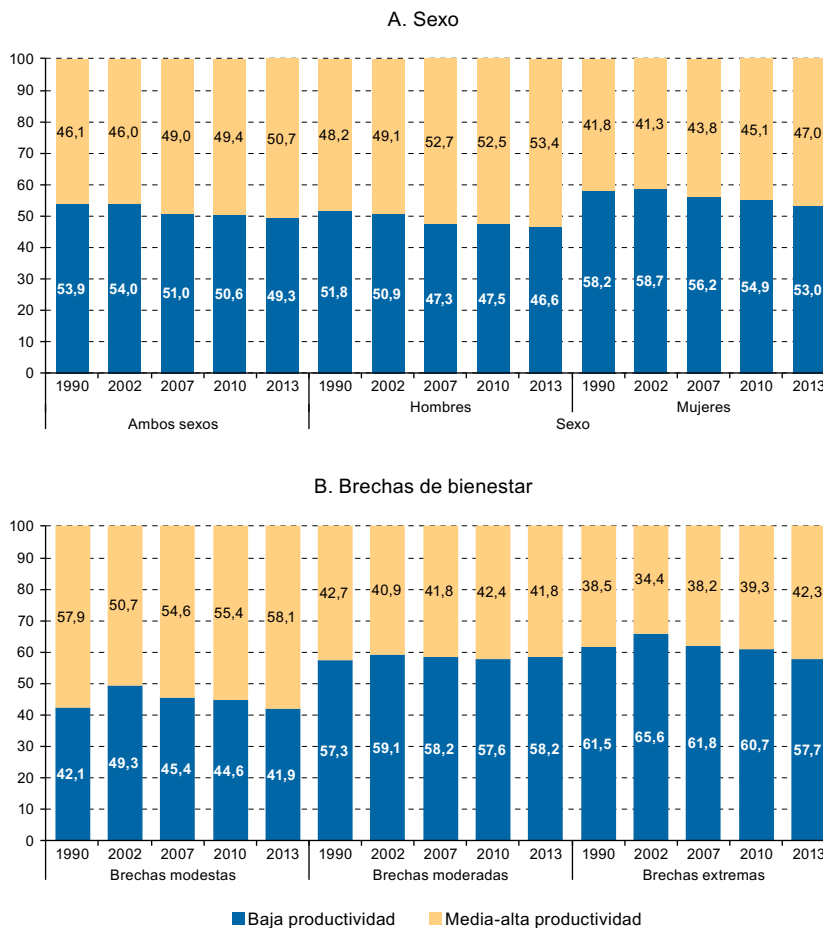 A. Sexo
100
90
80
70
60
50
40
30
20
10
0
46,1 46,0 49,0 49,4 50,7 48,2 49,1 52,7 52,5 53,4 41,8 41,3 43,8 45,1 47,0
53,9 54,0 51,0 50,6 49,3 51,8 50,9 47,3 47,5 46,6 58,2 58,7 56,2 54,9 53,0
1990 2002 2007 2010 2013 1990 2002 2007 2010 2013 1990 2002 2007 2010 2013
Hombres Mujeres
Ambos sexos Sexo
B. Brechas de bienestar
100
90
80
70
60
50
40
30
20
10
0
57,9 50,7 54,6 55,4 58,1 42,7 40,9 41,8 42,4 41,8 38,5 34,4 38,2 39,3 42,3
42,1 49,3 45,4 44,6 41,9 57,3 59,1 58,2 57,6 58,2 61,5 65,6 61,8 60,7 57,7
1990 2002 2007 2010 2013 1990 2002 2007 2010 2013 1990 2002 2007 2010 2013
Brechas modestas Brechas moderadas Brechas extremas
Baja productividad Media-alta productividad